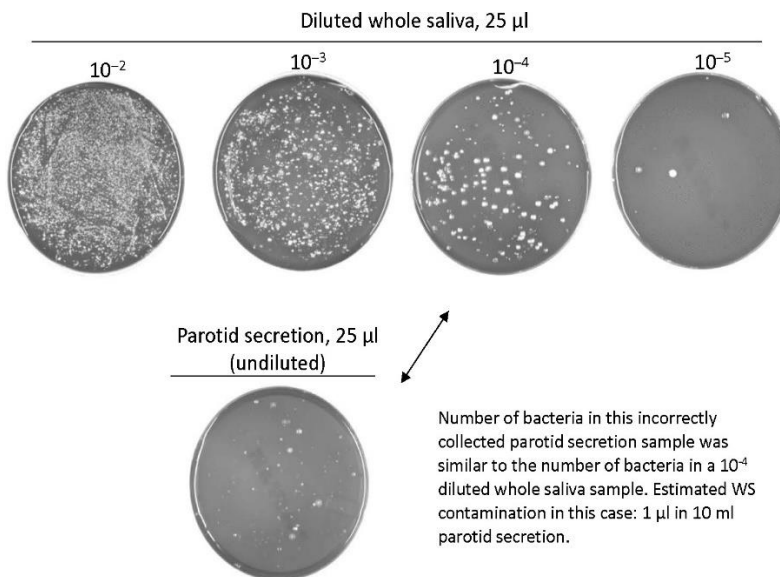 Diluted whole saliva, 25 µl
10⁻² 10⁻³ 10⁻⁴ 10⁻⁵
Parotid secretion, 25 µl
(undiluted)
Number of bacteria in this incorrectly
collected parotid secretion sample was
similar to the number of bacteria in a 10⁻⁴
diluted whole saliva sample. Estimated WS
contamination in this case: 1 µl in 10 ml
parotid secretion.